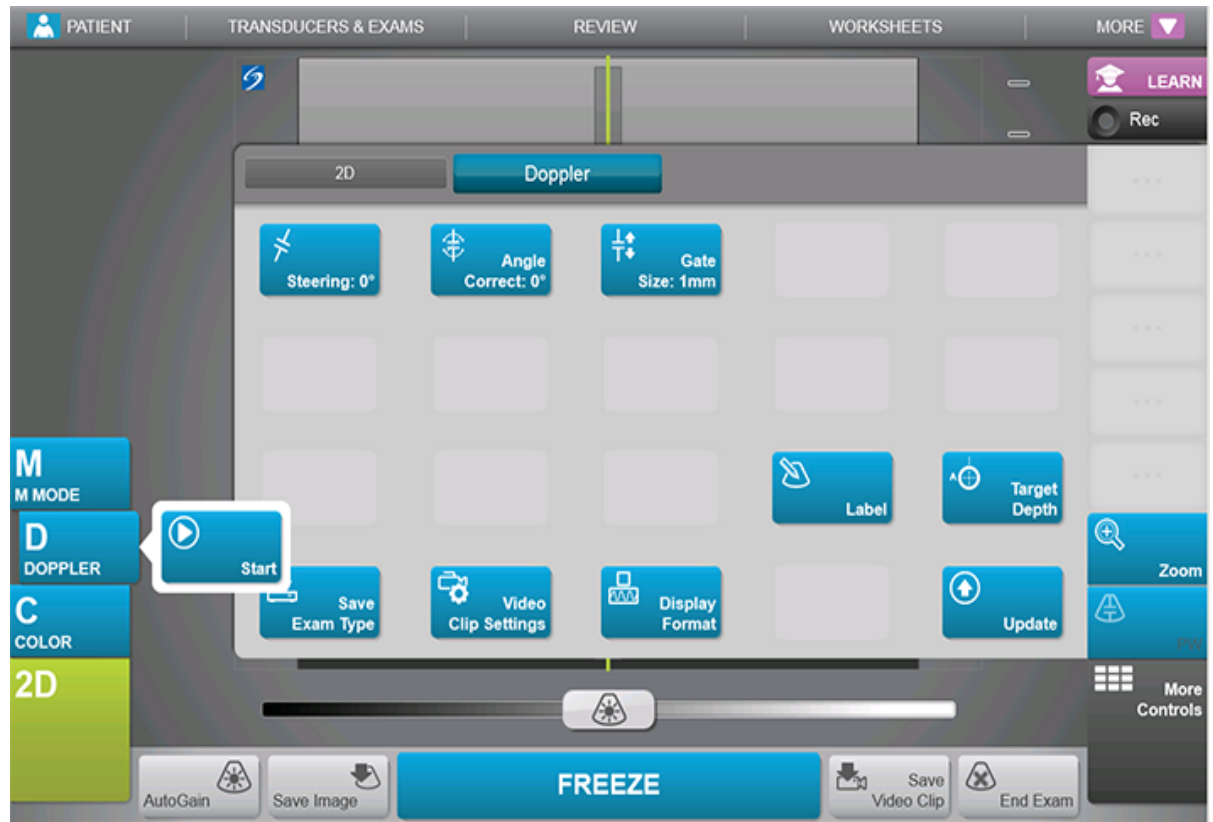 PATIENT
TRANSDUCERS & EXAMS
REVIEW
WORKSHEETS
MORE
LEARN
Rec
2D
Doppler
Steering: 0°
Angle
Correct: 0°
Gate
Size: 1mm
M
M MODE
Label
Target
Depth
D
DOPPLER
Start
Zoom
C
COLOR
Save
Exam Type
Video
Clip Settings
Display
Format
Update
PW
2D
More
Controls
AutoGain
Save Image
FREEZE
Save
Video Clip
End Exam